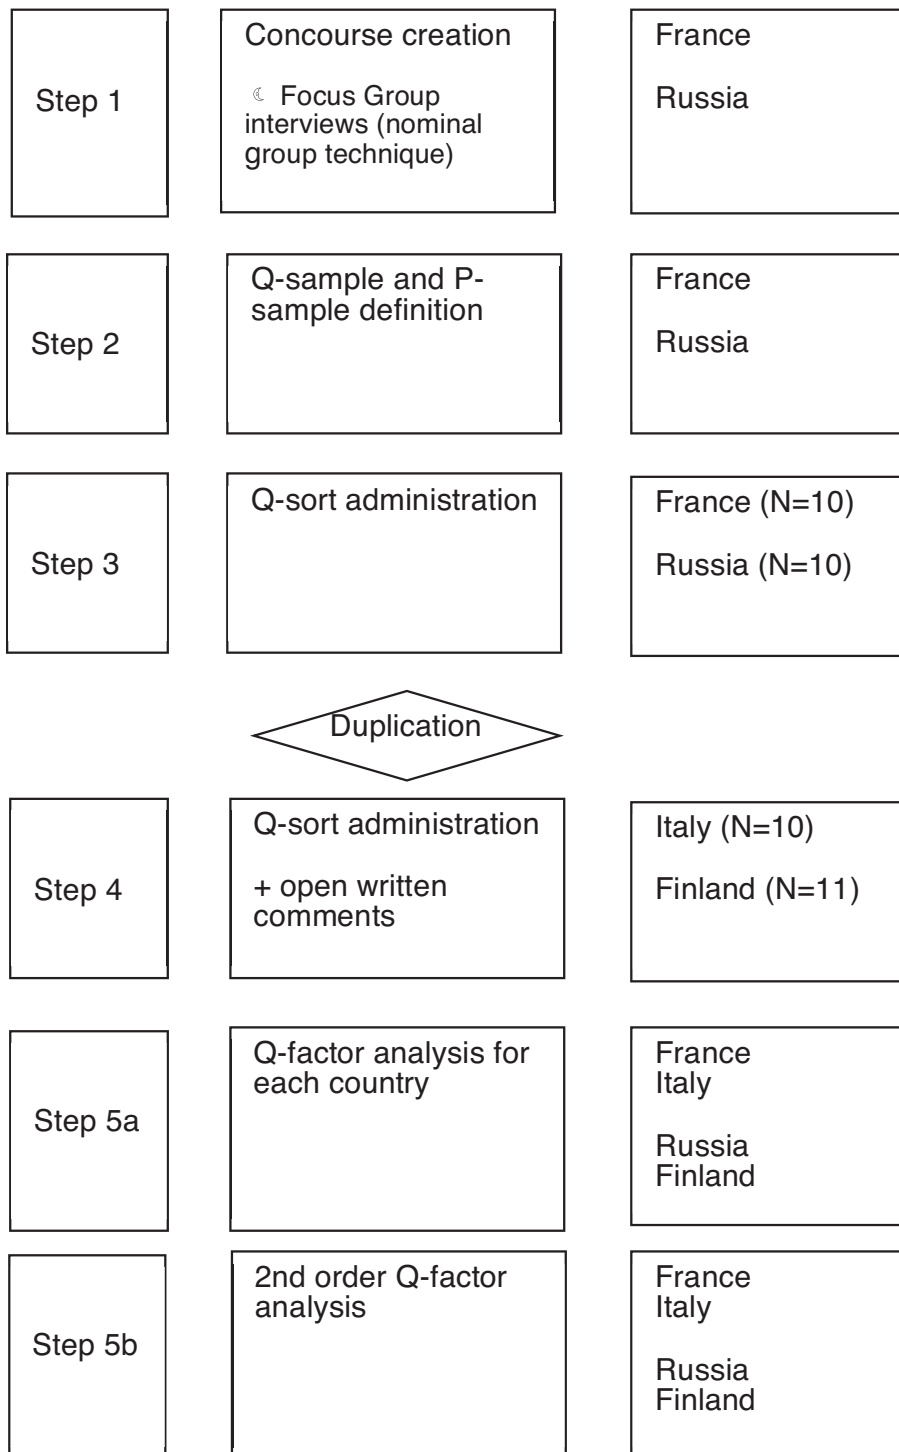 Step 1
Concourse creation
☾ Focus Group
interviews (nominal
group technique)
France
Russia
Step 2
Q-sample and P-
sample definition
France
Russia
Step 3
Q-sort administration
France (N=10)
Russia (N=10)
Duplication
Step 4
Q-sort administration
+ open written
comments
Italy (N=10)
Finland (N=11)
Step 5a
Q-factor analysis for
each country
France
Italy
Russia
Finland
Step 5b
2nd order Q-factor
analysis
France
Italy
Russia
Finland